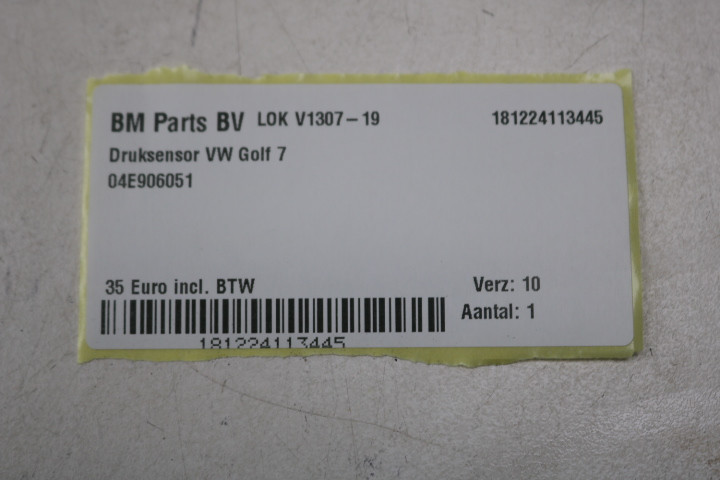 BM Parts BV LOK V1307-19 181224113445
Druksensor VW Golf 7
04E906051
35 Euro incl. BTW Verz: 10
Aantal: 1
181224113445